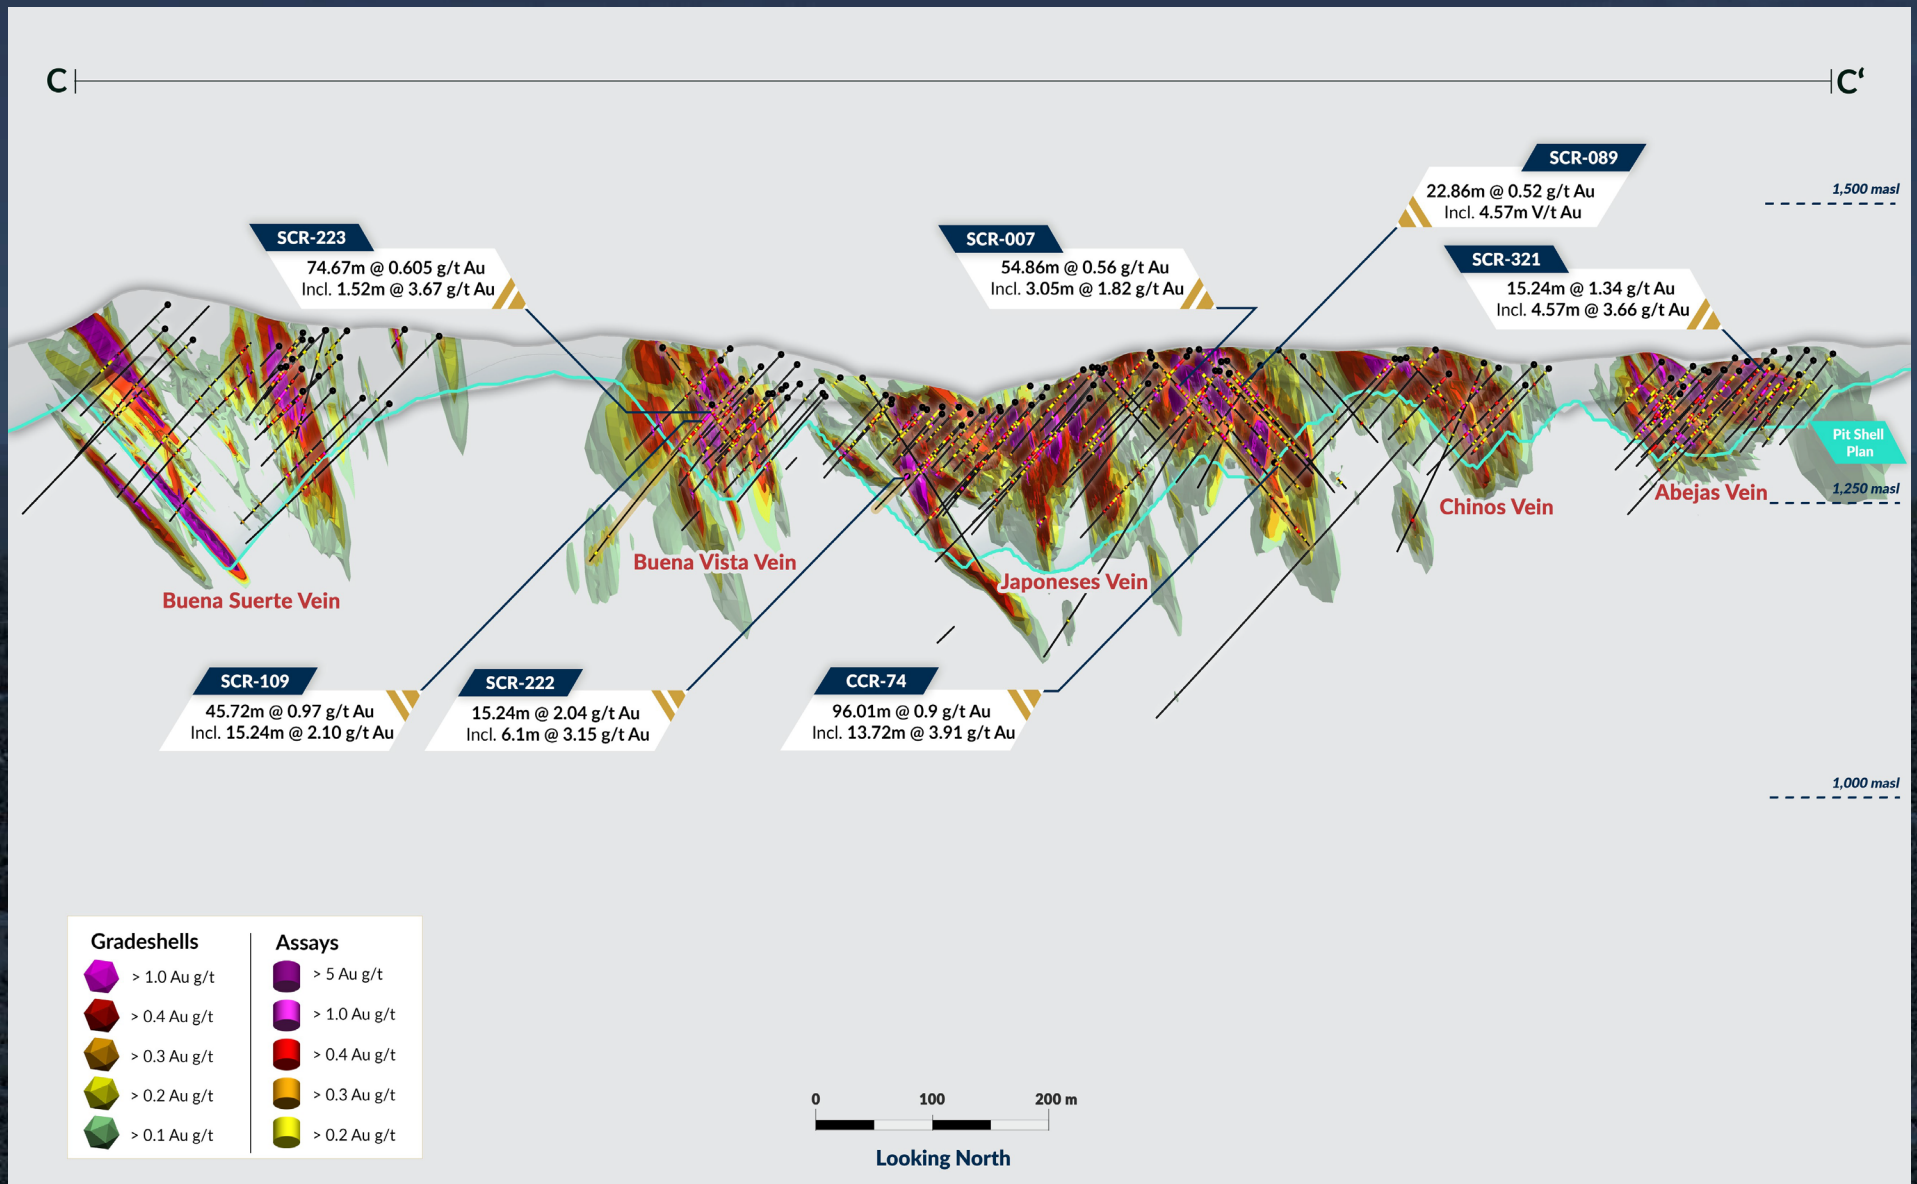 C
C‘
SCR-089
22.86m @ 0.52 g/t Au
Incl. 4.57m V/t Au
1,500 masl
SCR-223
74.67m @ 0.605 g/t Au
Incl. 1.52m @ 3.67 g/t Au
SCR-007
54.86m @ 0.56 g/t Au
Incl. 3.05m @ 1.82 g/t Au
SCR-321
15.24m @ 1.34 g/t Au
Incl. 4.57m @ 3.66 g/t Au
Pit Shell
Plan
1,250 masl
Buena Suerte Vein
Buena Vista Vein
Japoneses Vein
Chinos Vein
Abejas Vein
SCR-109
45.72m @ 0.97 g/t Au
Incl. 15.24m @ 2.10 g/t Au
SCR-222
15.24m @ 2.04 g/t Au
Incl. 6.1m @ 3.15 g/t Au
CCR-74
96.01m @ 0.9 g/t Au
Incl. 13.72m @ 3.91 g/t Au
1,000 masl
Gradeshells
> 1.0 Au g/t
> 0.4 Au g/t
> 0.3 Au g/t
> 0.2 Au g/t
> 0.1 Au g/t
Assays
> 5 Au g/t
> 1.0 Au g/t
> 0.4 Au g/t
> 0.3 Au g/t
> 0.2 Au g/t
0 100 200 m
Looking North